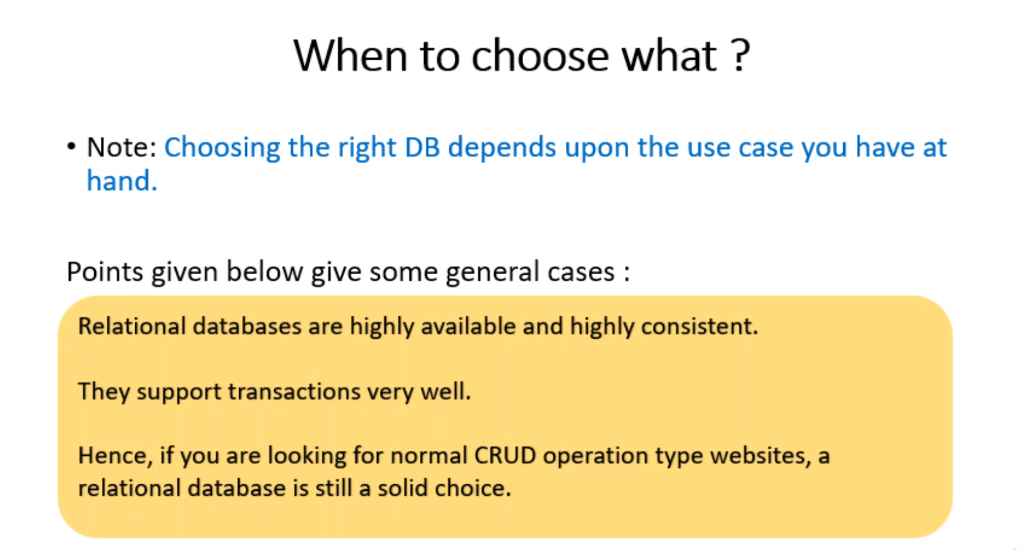 When to choose what ?
• Note: Choosing the right DB depends upon the use case you have at
hand.
Points given below give some general cases :
Relational databases are highly available and highly consistent.
They support transactions very well.
Hence, if you are looking for normal CRUD operation type websites, a
relational database is still a solid choice.